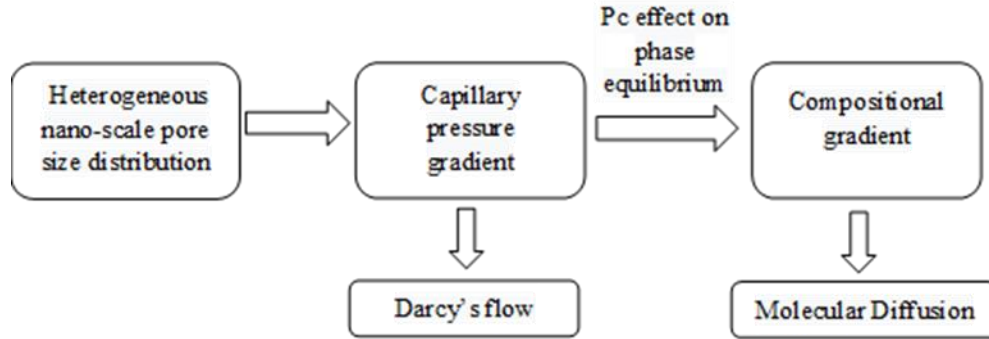 Heterogeneous
nano-scale pore
size distribution
Capillary
pressure
gradient
Pc effect on
phase
equilibrium
Compositional
gradient
Darcy's flow
Molecular Diffusion